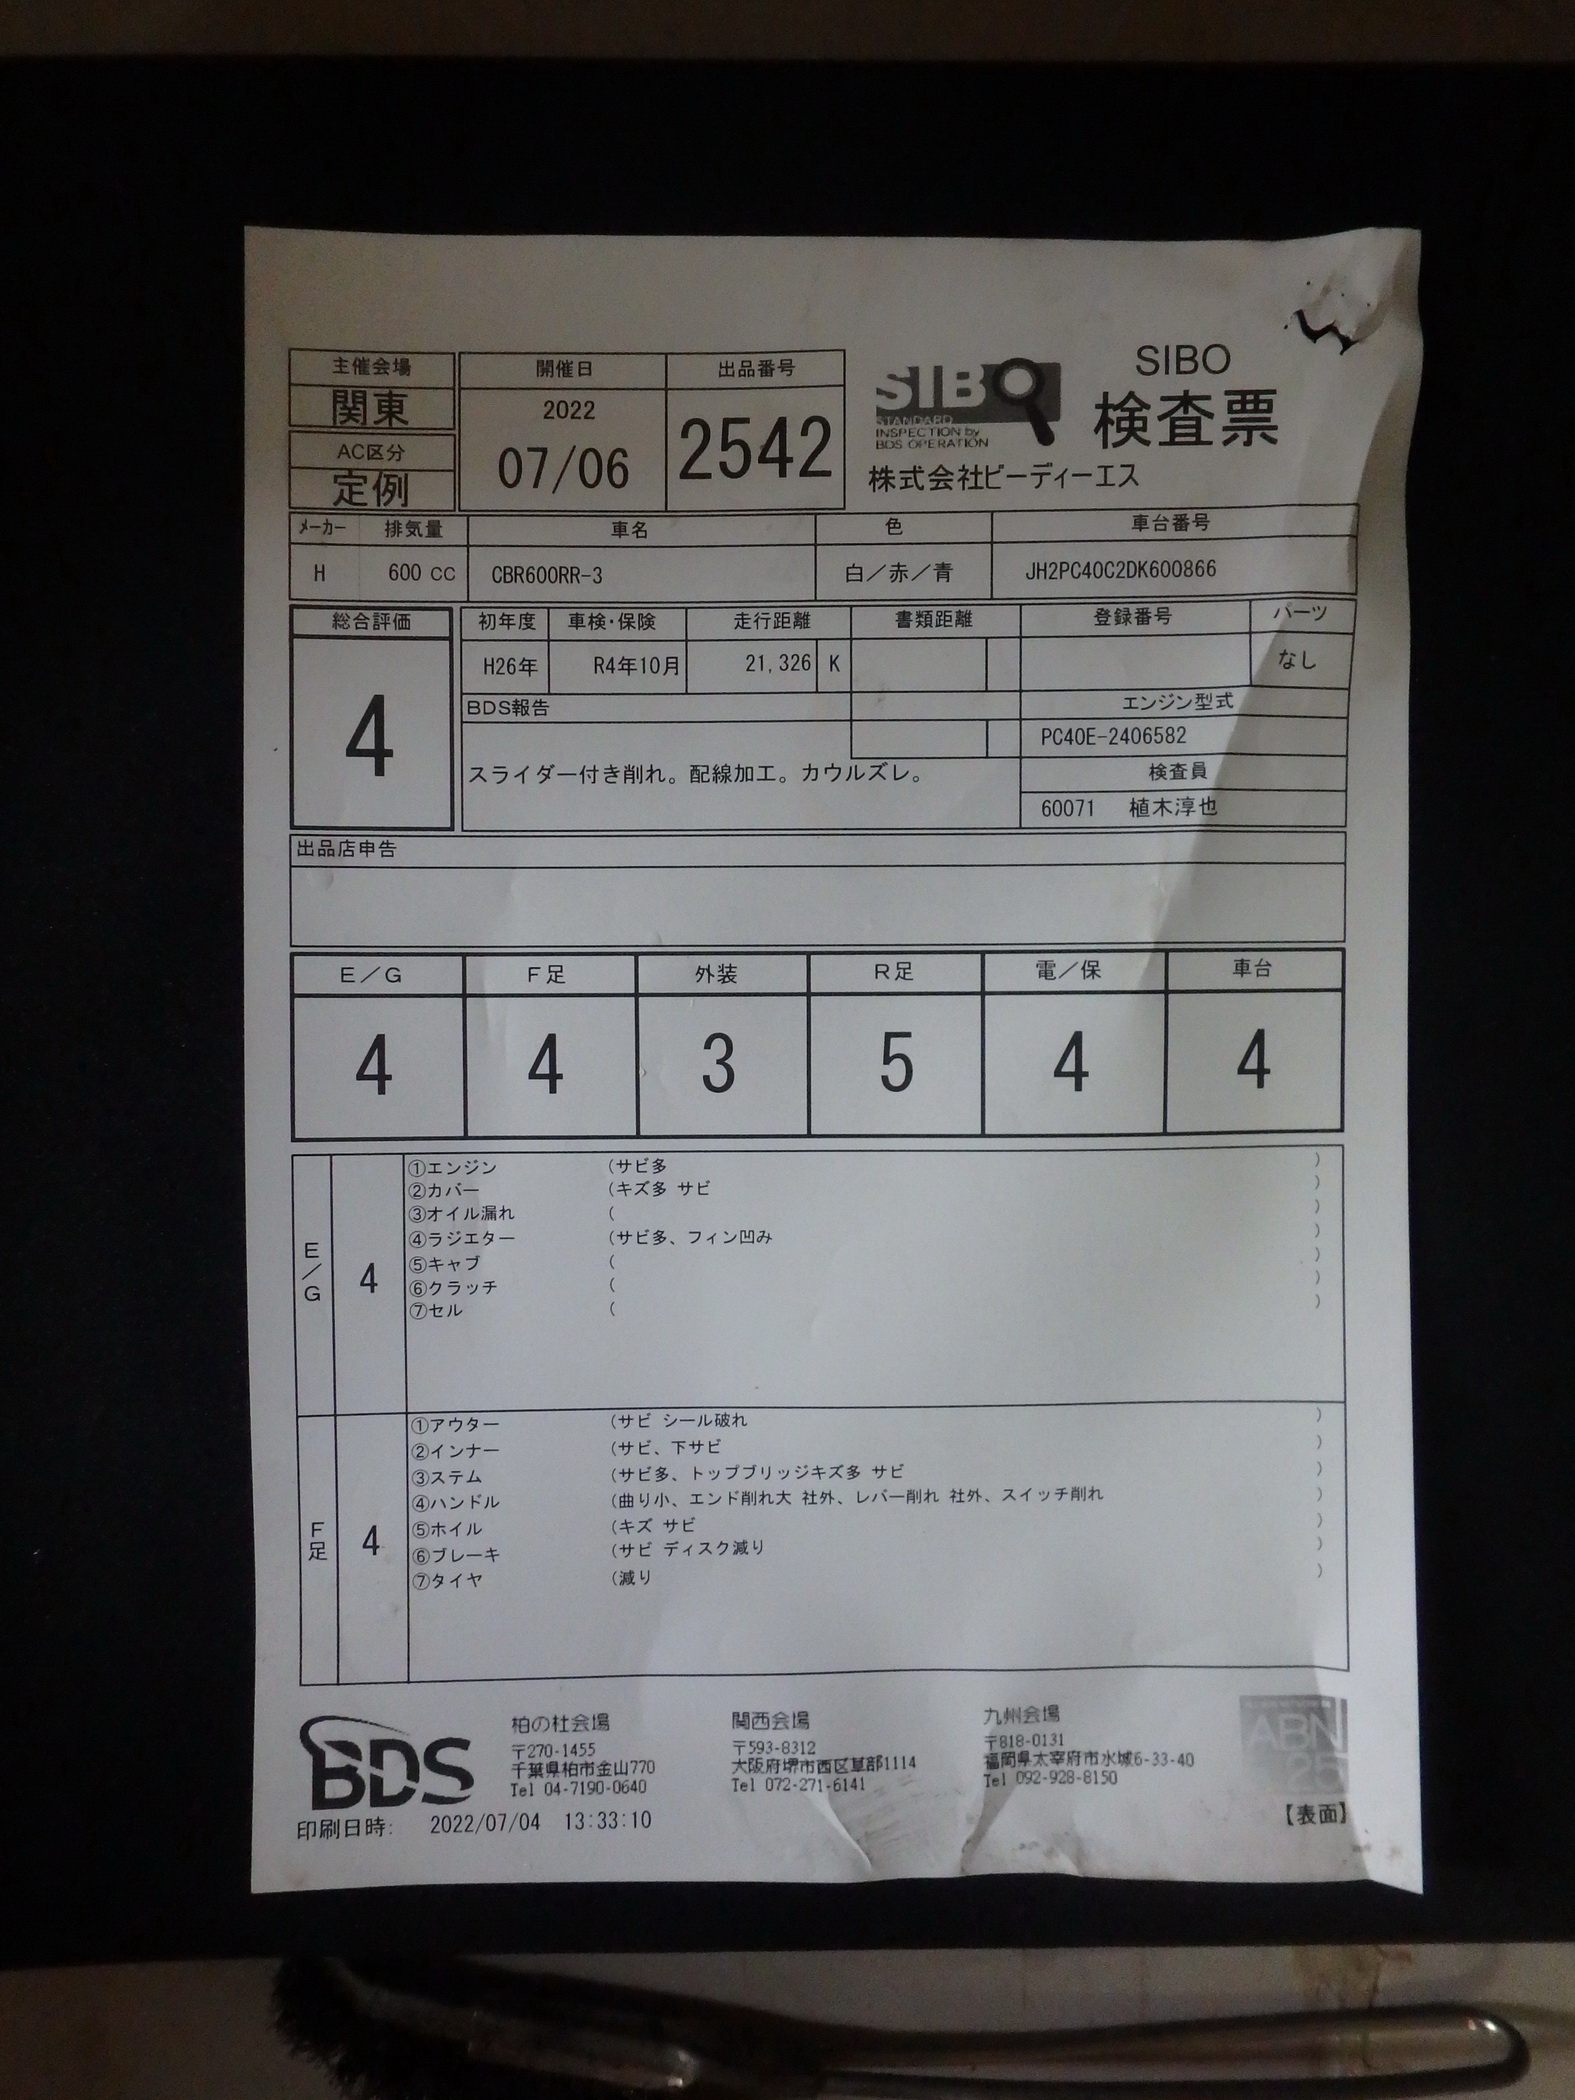 主催会場 開催日 出品番号
関東 2022 07/06 2542
AC区分
定例
SIBO
STANDARD
INSPECTION by
BDS OPERATION
SIBO
検査票
株式会社ビーディーエス
メーカー 排気量 車名 色 車台番号
H 600 CC CBR600RR-3 白／赤／青 JH2PC40C2DK600866
総合評価 初年度 車検・保険 走行距離 書類距離 登録番号 パーツ
4 H26年 R4年10月 21,326 K なし
BDS報告 エンジン型式
PC40E-2406582
スライダー付き削れ。配線加工。カウルズレ。 検査員
60071 植木淳也
出品店申告
E／G F足 外装 R足 電／保 車台
4 4 3 5 4 4
E／G 4
①エンジン (サビ多 )
②カバー (キズ多 サビ )
③オイル漏れ ( )
④ラジエター (サビ多、フィン凹み )
⑤キャブ ( )
⑥クラッチ ( )
⑦セル ( )
F足 4
①アウター (サビ シール破れ )
②インナー (サビ、下サビ )
③ステム (サビ多、トップブリッジキズ多 サビ )
④ハンドル (曲り小、エンド削れ大 社外、レバー削れ 社外、スイッチ削れ )
⑤ホイル (キズ サビ )
⑥ブレーキ (サビ ディスク減り )
⑦タイヤ (減り )
BDS
柏の杜会場
〒270-1455
千葉県柏市金山770
Tel 04-7190-0640
関西会場
〒593-8312
大阪府堺市西区草部1114
Tel 072-271-6141
九州会場
〒818-0131
福岡県太宰府市水城6-33-40
Tel 092-928-8150
ABN
25
印刷日時: 2022/07/04 13:33:10
【表面】